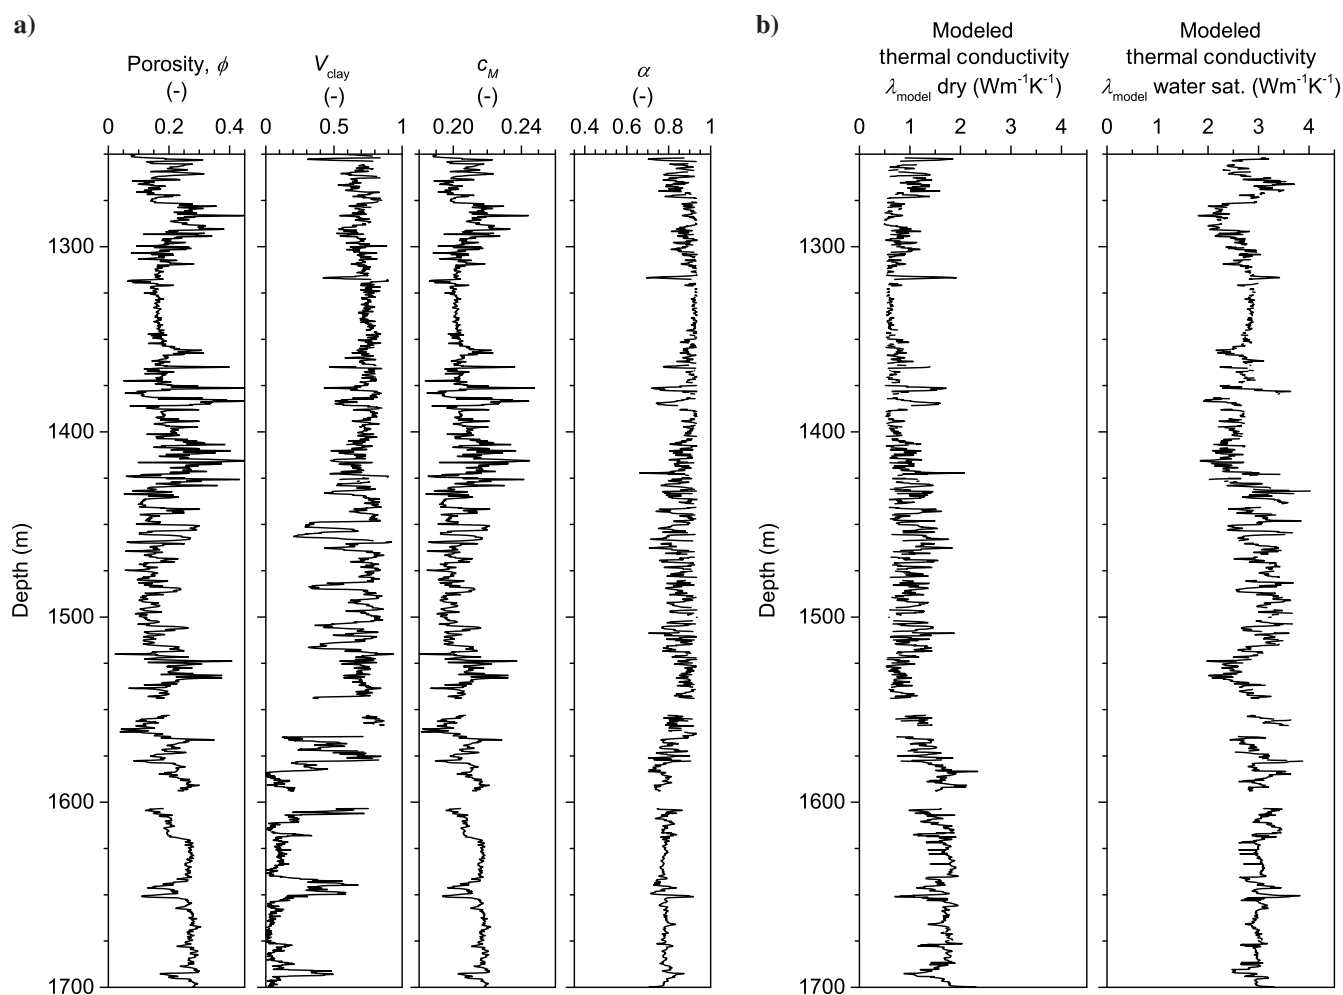 a)
Porosity, ϕ
(-)
0 0.2 0.4
V_clay
(-)
0 0.5 1
c_M
(-)
0.20 0.24
α
(-)
0.4 0.6 0.8 1
Depth (m)
1300
1400
1500
1600
1700
b)
Modeled
thermal conductivity
λ_model dry (Wm⁻¹K⁻¹)
0 1 2 3 4
Modeled
thermal conductivity
λ_model water sat. (Wm⁻¹K⁻¹)
0 1 2 3 4
Depth (m)
1300
1400
1500
1600
1700